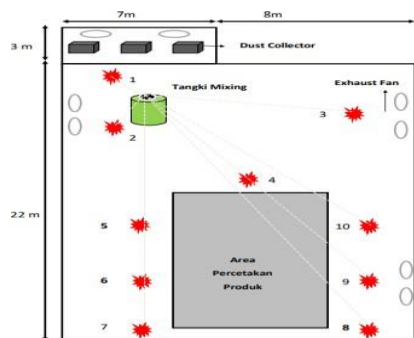 7m
8m
3 m
Dust Collector
1
Tangki Mixing
Exhaust Fan
2
3
4
22 m
5
10
Area
Percetakan
Produk
6
9
7
8